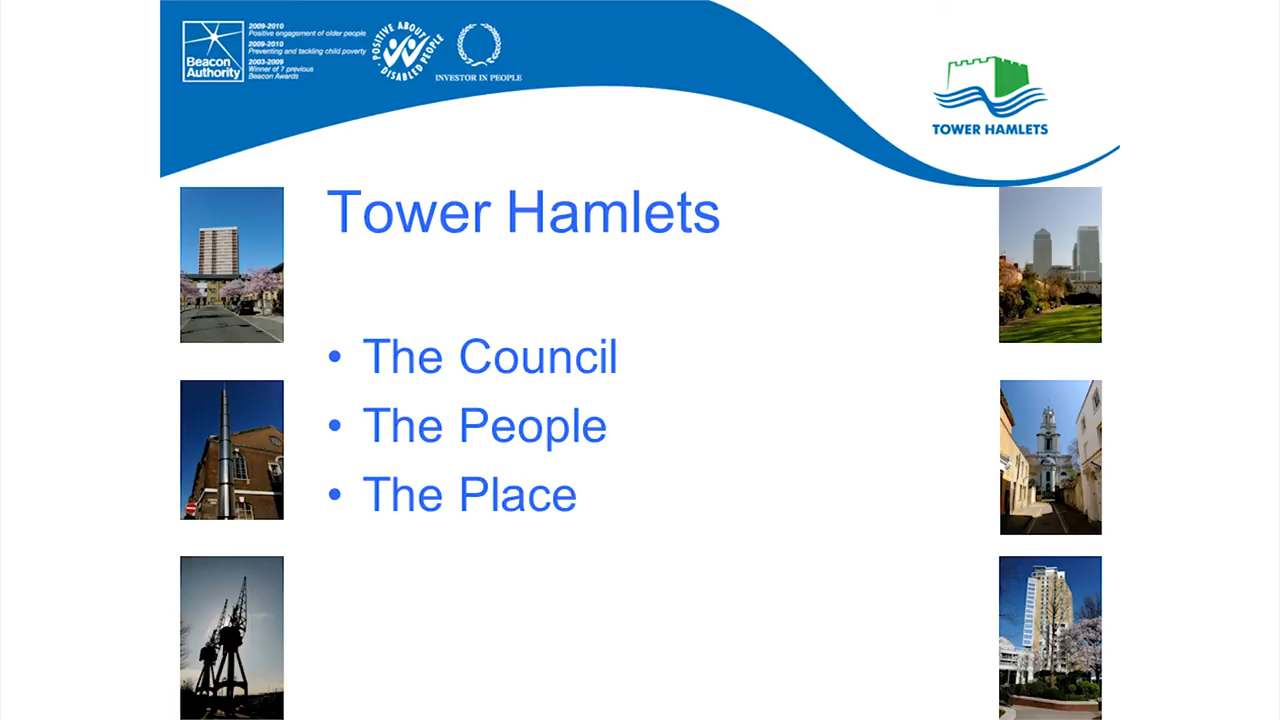 2009-2010
Positive engagement of older people
2009-2010
Preventing and tackling child poverty
2003-2009
Winner of 7 previous
Beacon Awards
Beacon
Authority
POSITIVE ABOUT
DISABLED PEOPLE
INVESTOR IN PEOPLE
TOWER HAMLETS
Tower Hamlets
• The Council
• The People
• The Place